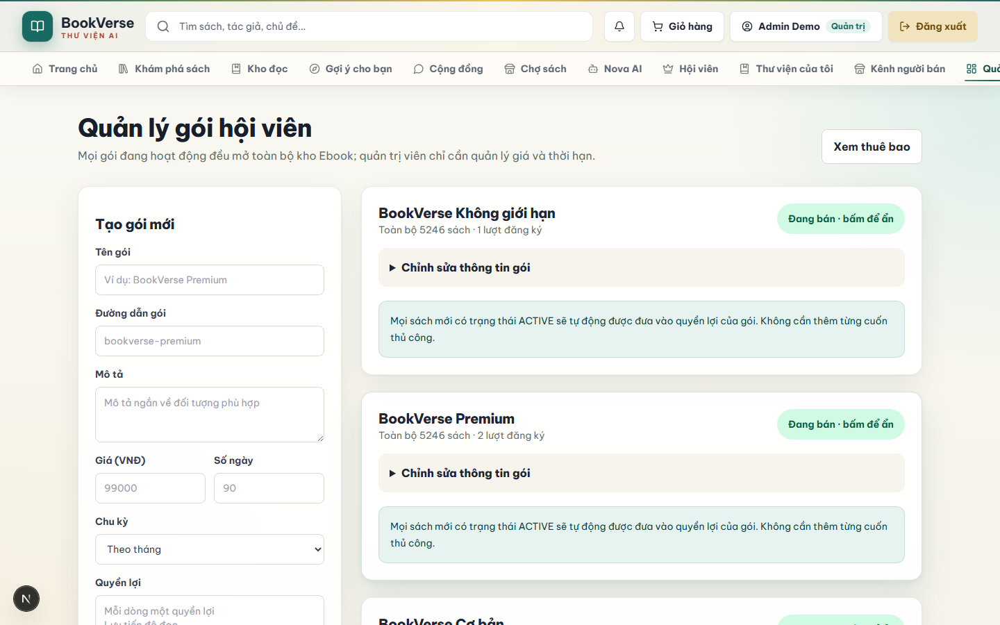 BookVerse
THƯ VIỆN AI
Tìm sách, tác giả, chủ đề...
Giỏ hàng
Admin Demo
Quản trị
Đăng xuất
Trang chủ
Khám phá sách
Kho đọc
Gợi ý cho bạn
Cộng đồng
Chợ sách
Nova AI
Hội viên
Thư viện của tôi
Kênh người bán
Quả
Quản lý gói hội viên
Mọi gói đang hoạt động đều mở toàn bộ kho Ebook; quản trị viên chỉ cần quản lý giá và thời hạn.
Xem thuê bao
Tạo gói mới
Tên gói
Ví dụ: BookVerse Premium
Đường dẫn gói
bookverse-premium
Mô tả
Mô tả ngắn về đối tượng phù hợp
Giá (VNĐ)
Số ngày
99000
90
Chu kỳ
Theo tháng
Quyền lợi
Mỗi dòng một quyền lợi
Lưu tiến độ đọc
BookVerse Không giới hạn
Toàn bộ 5246 sách · 1 lượt đăng ký
Đang bán · bấm để ẩn
Chỉnh sửa thông tin gói
Mọi sách mới có trạng thái ACTIVE sẽ tự động được đưa vào quyền lợi của gói. Không cần thêm từng cuốn
thủ công.
BookVerse Premium
Toàn bộ 5246 sách · 2 lượt đăng ký
Đang bán · bấm để ẩn
Chỉnh sửa thông tin gói
Mọi sách mới có trạng thái ACTIVE sẽ tự động được đưa vào quyền lợi của gói. Không cần thêm từng cuốn
thủ công.
BookVerse Cơ bản